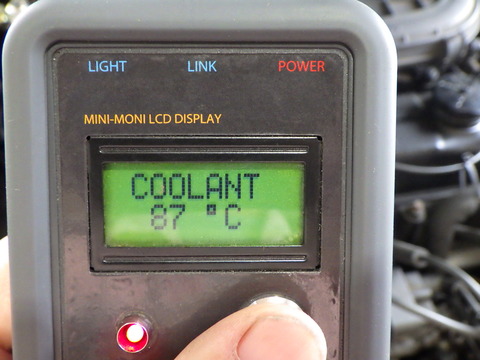 LIGHT LINK POWER
MINI-MONI LCD DISPLAY
COOLANT
87 °C